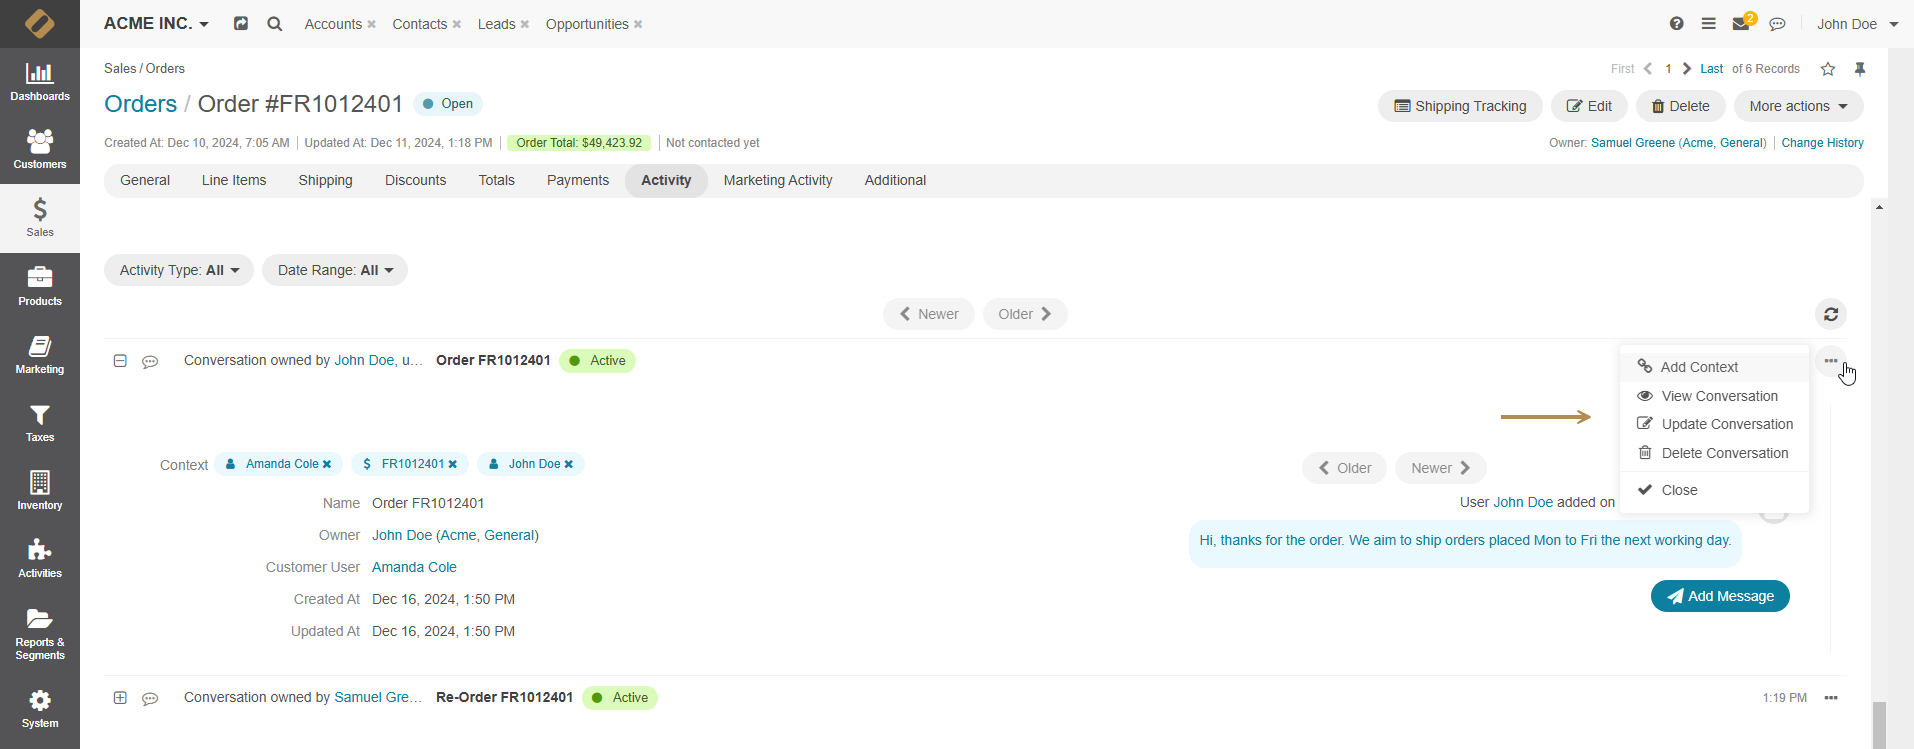 ACME INC.
Accounts
Contacts
Leads
Opportunities
2
John Doe
Dashboards
Customers
Sales
Products
Marketing
Taxes
Inventory
Activities
Reports &
Segments
System
Sales / Orders
First 1 Last of 6 Records
Orders / Order #FR1012401 Open
Shipping Tracking Edit Delete More actions
Created At: Dec 10, 2024, 7:05 AM Updated At: Dec 11, 2024, 1:18 PM Order Total: $49,423.92 Not contacted yet
Owner: Samuel Greene (Acme, General) Change History
General Line Items Shipping Discounts Totals Payments Activity Marketing Activity Additional
Activity Type: All Date Range: All
Newer Older
Conversation owned by John Doe, u... Order FR1012401 Active
Add Context
View Conversation
Update Conversation
Delete Conversation
Close
Context Amanda Cole FR1012401 John Doe
Name Order FR1012401
Owner John Doe (Acme, General)
Customer User Amanda Cole
Created At Dec 16, 2024, 1:50 PM
Updated At Dec 16, 2024, 1:50 PM
Older Newer
User John Doe added on
Hi, thanks for the order. We aim to ship orders placed Mon to Fri the next working day.
Add Message
Conversation owned by Samuel Gre... Re-Order FR1012401 Active 1:19 PM